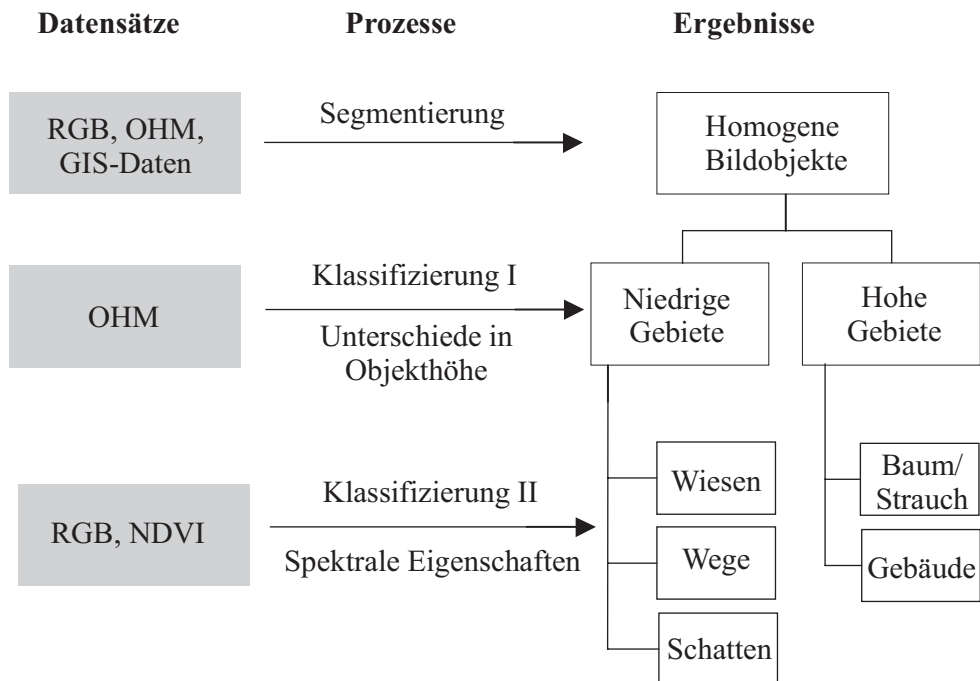 Datensätze
Prozesse
Ergebnisse
RGB, OHM,
GIS-Daten
Segmentierung
Homogene
Bildobjekte
OHM
Klassifizierung I
Unterschiede in
Objekthöhe
Niedrige
Gebiete
Hohe
Gebiete
RGB, NDVI
Klassifizierung II
Spektrale Eigenschaften
Wiesen
Wege
Schatten
Baum/
Strauch
Gebäude